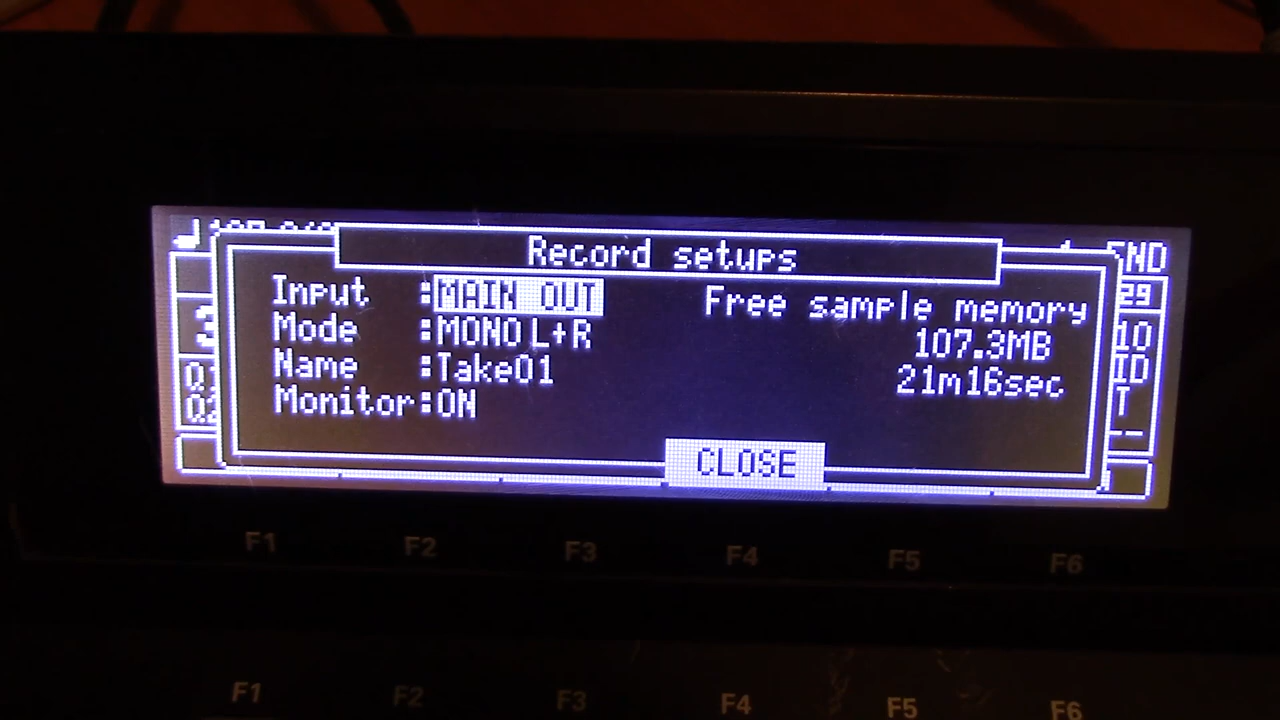 Record setups
Input :MAIN OUT
Free sample memory
Mode :MONO L+R
107.3MB
Name :Take01
21m16sec
Monitor:ON
CLOSE
F1 F2 F3 F4 F5 F6
F1 F2 F3 F4 F5 F6